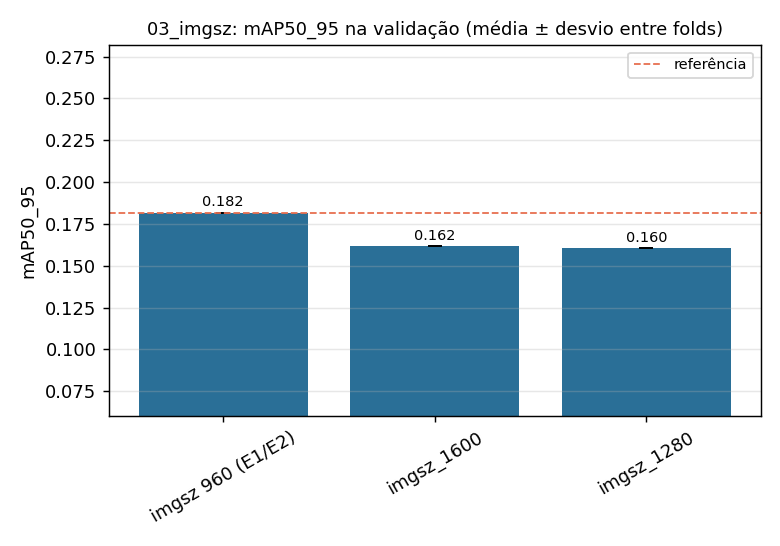 03_imgsz: mAP50_95 na validação (média ± desvio entre folds)
referência
0.275
0.250
0.225
0.200
0.175
0.150
0.125
0.100
0.075
mAP50_95
0.182
0.162
0.160
imgsz 960 (E1/E2)
imgsz_1600
imgsz_1280